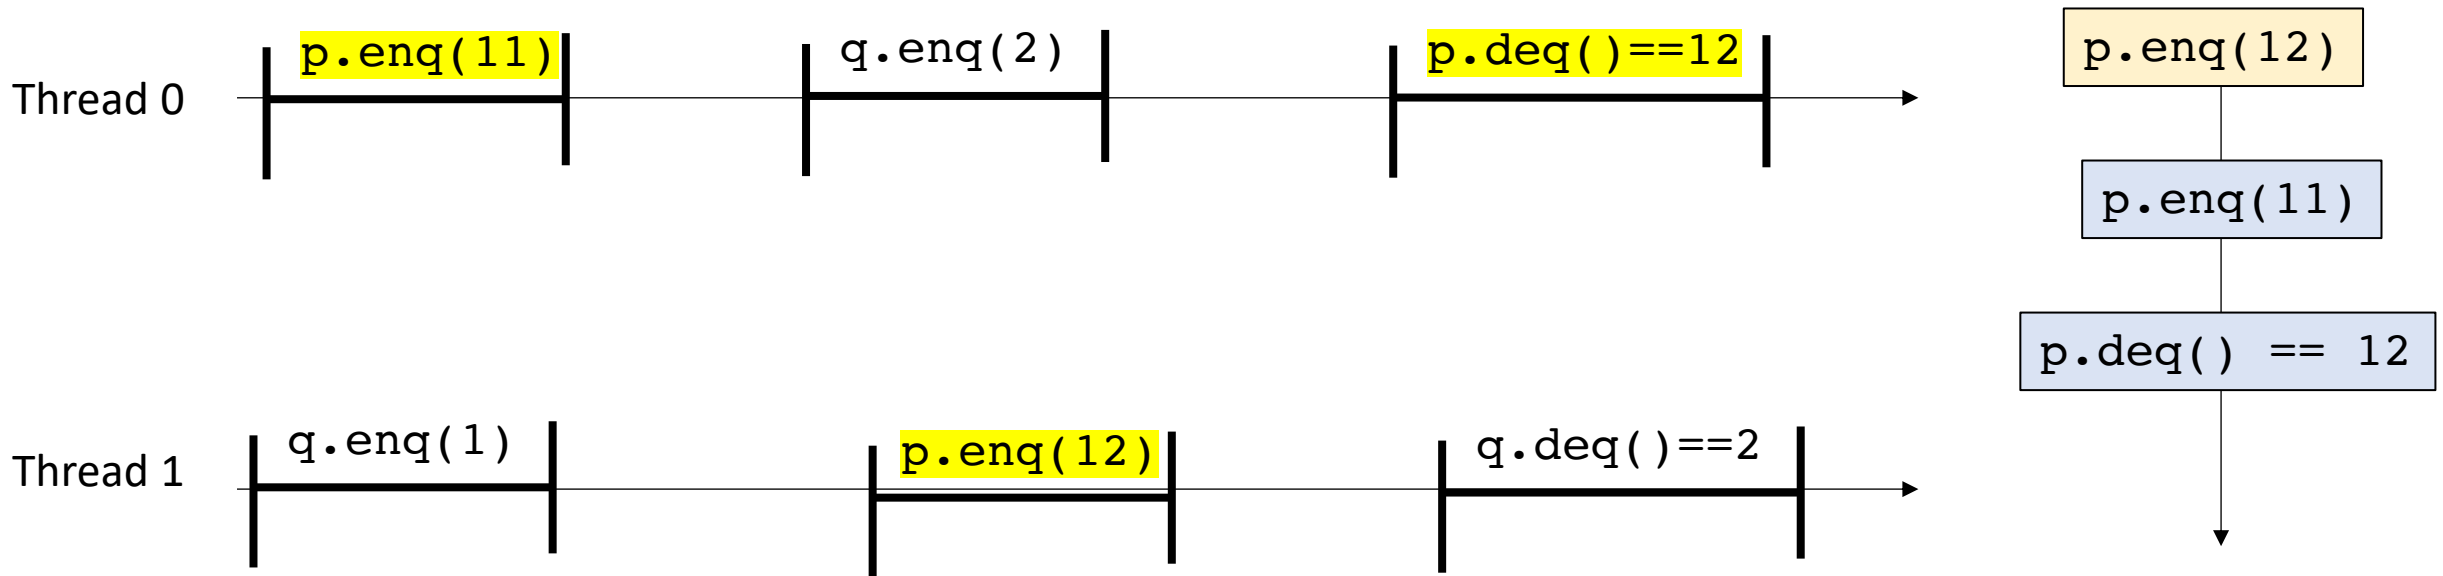 Thread 0
p.enq(11)
q.enq(2)
p.deq()==12
Thread 1
q.enq(1)
p.enq(12)
q.deq()==2
p.enq(12)
p.enq(11)
p.deq() == 12